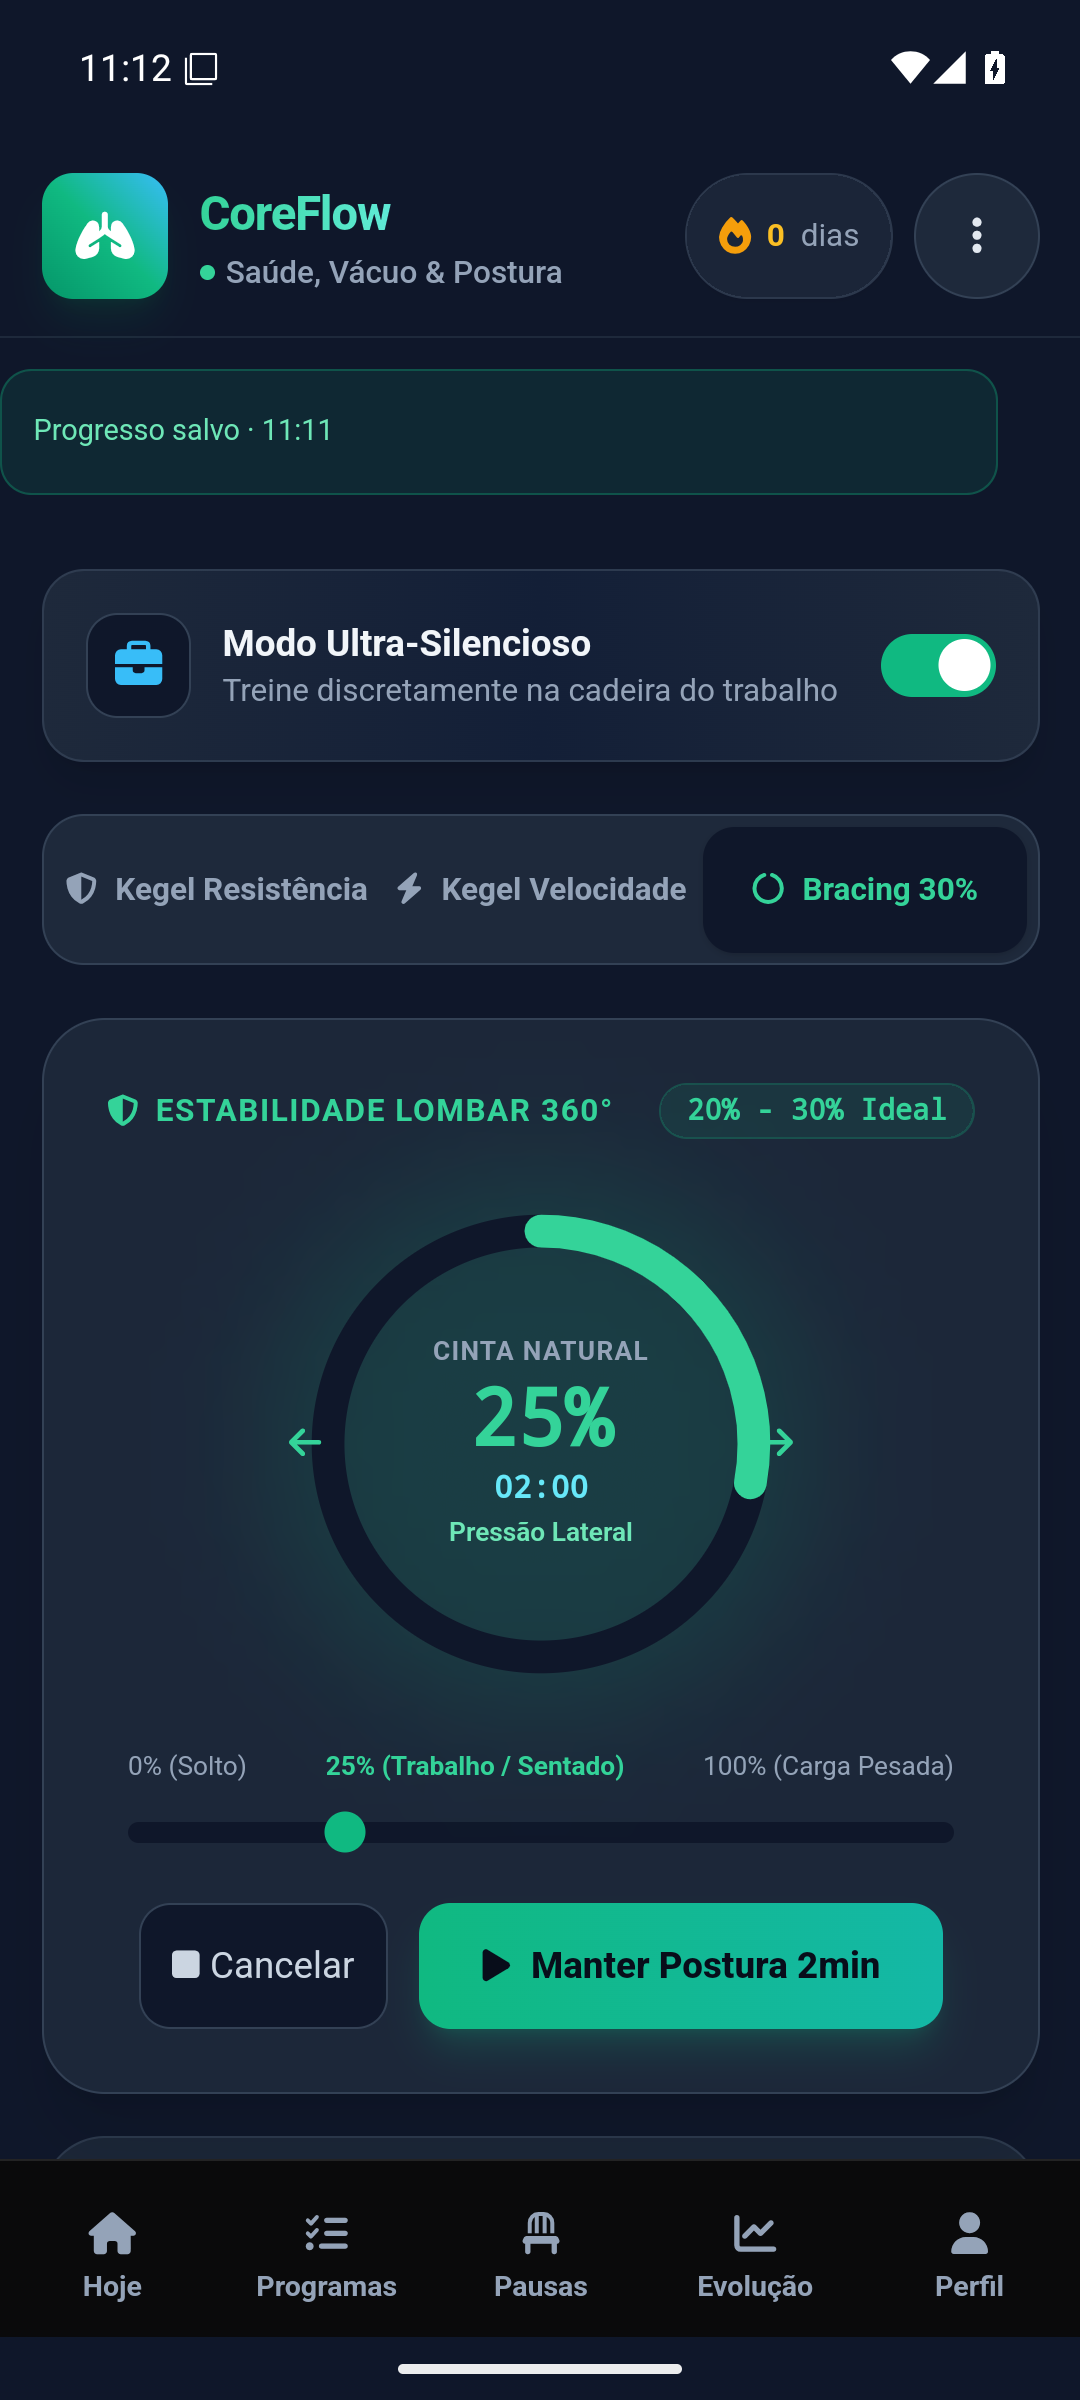 11:12
CoreFlow
Saúde, Vácuo & Postura
0 dias
Progresso salvo · 11:11
Modo Ultra-Silencioso
Treine discretamente na cadeira do trabalho
Kegel Resistência
Kegel Velocidade
Bracing 30%
ESTABILIDADE LOMBAR 360°
20% - 30% Ideal
CINTA NATURAL
25%
02:00
Pressão Lateral
0% (Solto)
25% (Trabalho / Sentado)
100% (Carga Pesada)
Cancelar
Manter Postura 2min
Hoje
Programas
Pausas
Evolução
Perfil